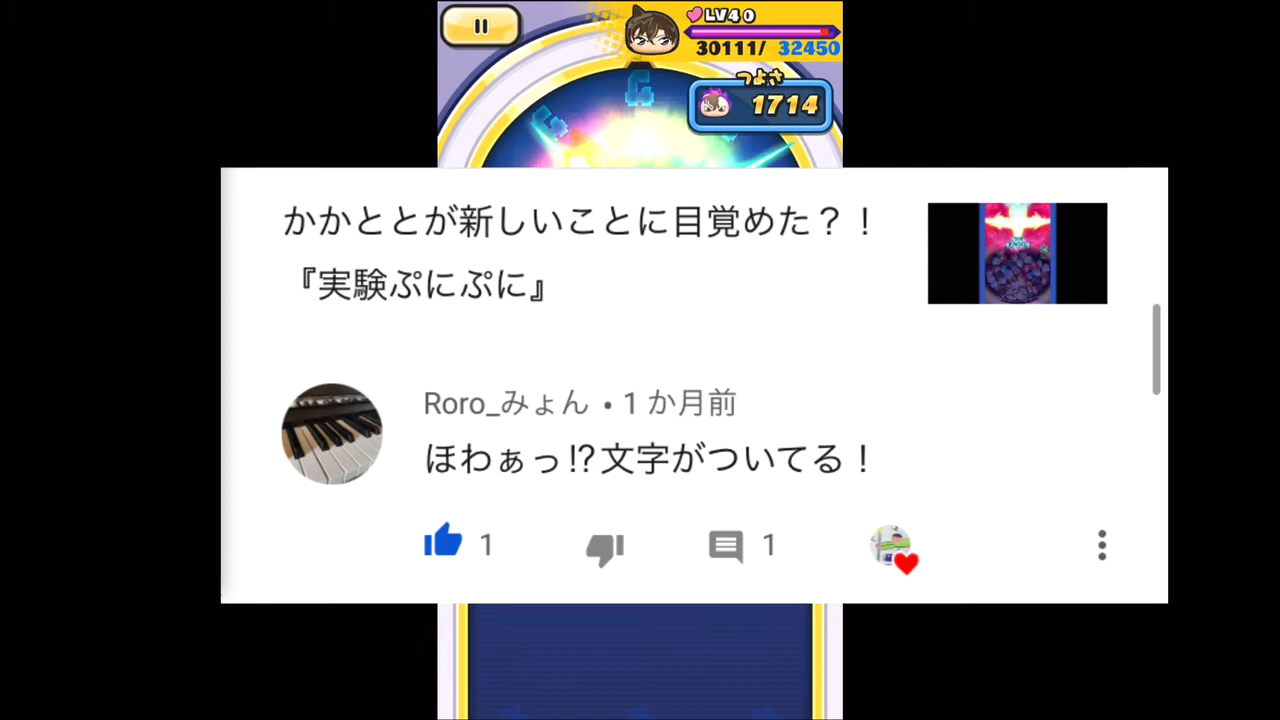 LV40
30111/ 32450
つよさ
1714
かかととが新しいことに目覚めた？！
『実験ぷにぷに』
Roro_みょん • 1 か月前
ほわぁっ!?文字がついてる！
1
1